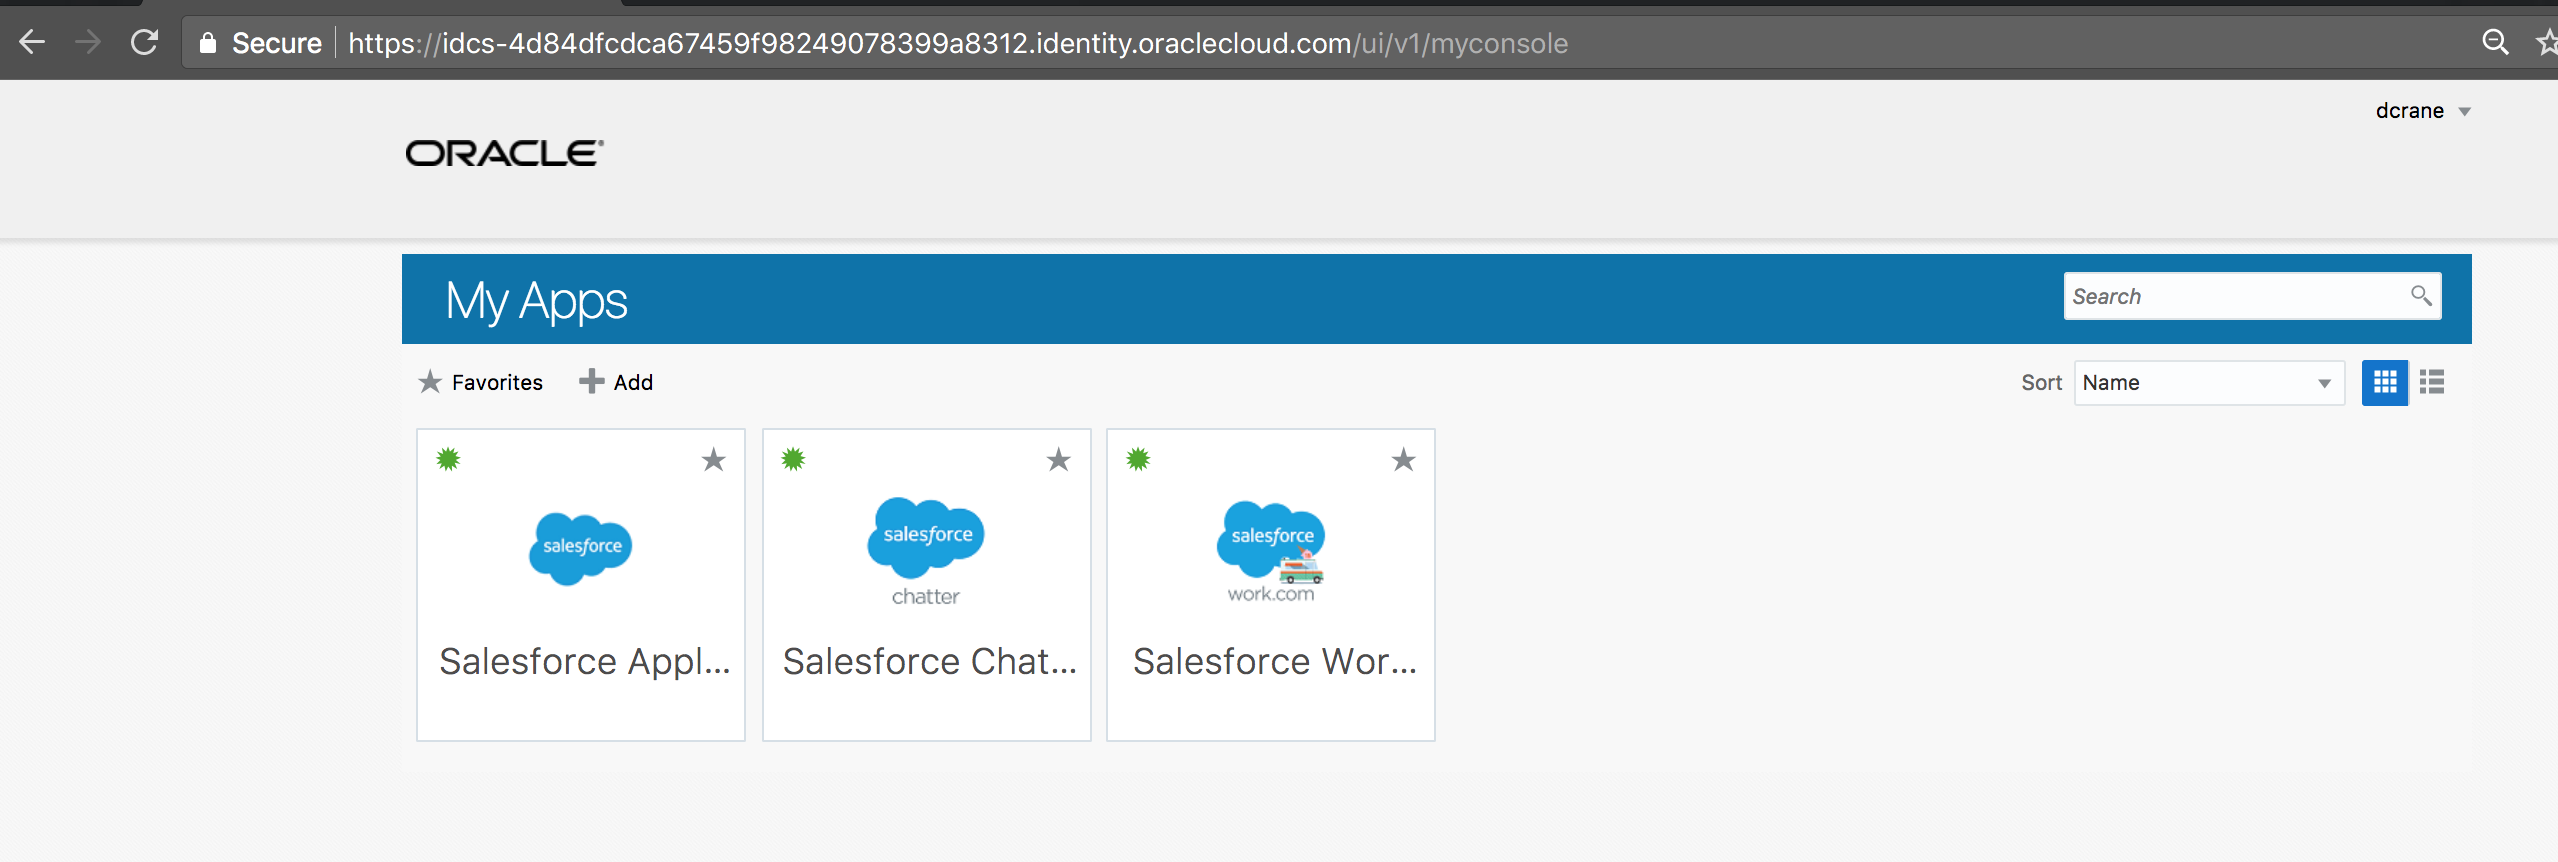 Secure https://idcs-4d84dfcdca67459f98249078399a8312.identity.oraclecloud.com/ui/v1/myconsole
dcrane
ORACLE®
My Apps
Search
Favorites Add
Sort Name
salesforce
salesforce
chatter
salesforce
work.com
Salesforce Appl... Salesforce Chat... Salesforce Wor...